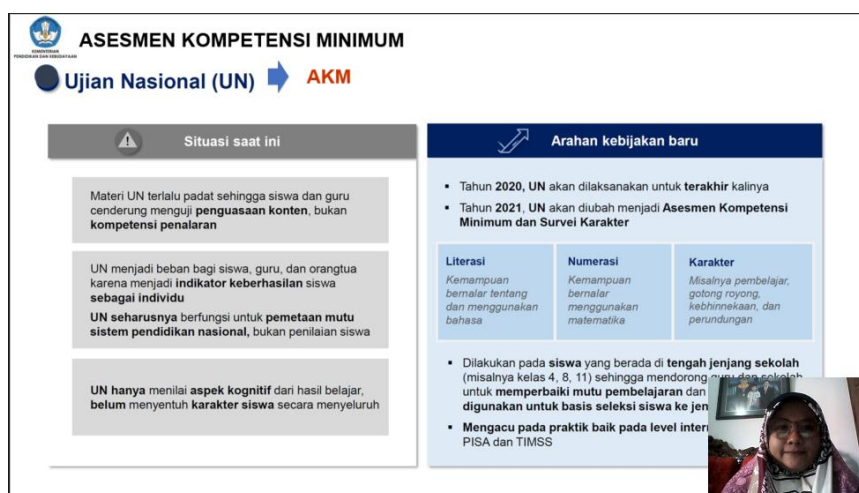 KEMENTERIAN
PENDIDIKAN DAN KEBUDAYAAN
ASESMEN KOMPETENSI MINIMUM
Ujian Nasional (UN) AKM
Situasi saat ini
Materi UN terlalu padat sehingga siswa dan guru
cenderung menguji penguasaan konten, bukan
kompetensi penalaran
UN menjadi beban bagi siswa, guru, dan orangtua
karena menjadi indikator keberhasilan siswa
sebagai individu
UN seharusnya berfungsi untuk pemetaan mutu
sistem pendidikan nasional, bukan penilaian siswa
UN hanya menilai aspek kognitif dari hasil belajar,
belum menyentuh karakter siswa secara menyeluruh
Arahan kebijakan baru
Tahun 2020, UN akan dilaksanakan untuk terakhir kalinya
Tahun 2021, UN akan diubah menjadi Asesmen Kompetensi
Minimum dan Survei Karakter
Literasi
Kemampuan
bernalar tentang
dan menggunakan
bahasa
Numerasi
Kemampuan
bernalar
menggunakan
matematika
Karakter
Misalnya pembelajar,
gotong royong,
kebhinnekaan, dan
perundungan
Dilakukan pada siswa yang berada di tengah jenjang sekolah
(misalnya kelas 4, 8, 11) sehingga mendorong guru dan sekolah
untuk memperbaiki mutu pembelajaran dan
digunakan untuk basis seleksi siswa ke
Mengacu pada praktik baik pada level
PISA dan TIMSS